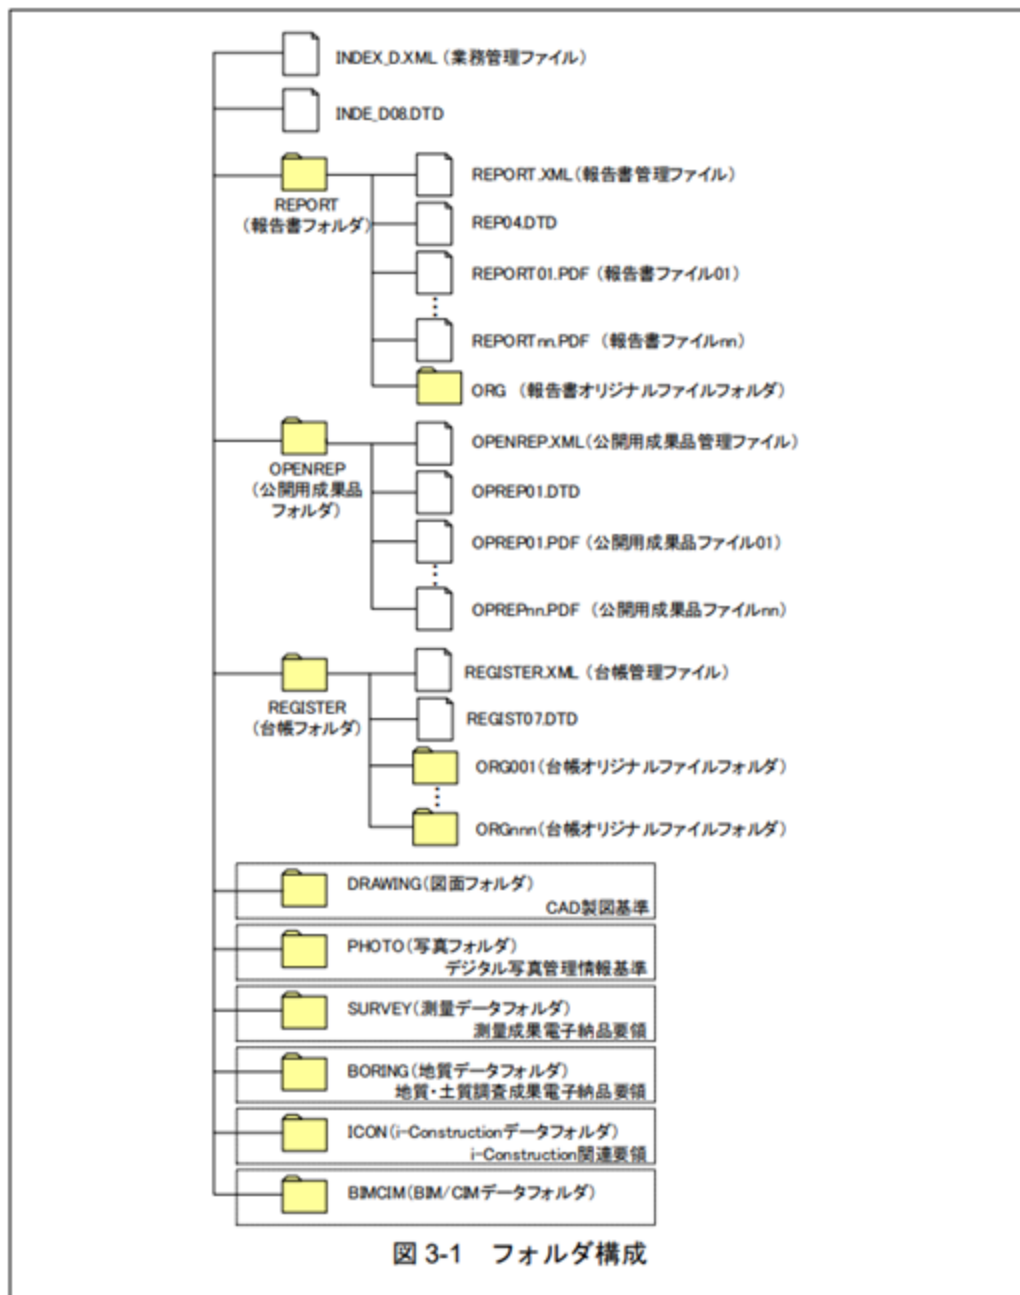 INDEX_D.XML（業務管理ファイル）
INDE_D08.DTD
REPORT
（報告書フォルダ）
REPORT.XML（報告書管理ファイル）
REP04.DTD
REPORT01.PDF （報告書ファイル01）
REPORTnn.PDF （報告書ファイルnn）
ORG （報告書オリジナルファイルフォルダ）
OPENREP
（公開用成果品
フォルダ）
OPENREP.XML（公開用成果品管理ファイル）
OPREP01.DTD
OPREP01.PDF （公開用成果品ファイル01）
OPREPnn.PDF （公開用成果品ファイルnn）
REGISTER
（台帳フォルダ）
REGISTER.XML （台帳管理ファイル）
REGIST07.DTD
ORG001（台帳オリジナルファイルフォルダ）
ORGnnn（台帳オリジナルファイルフォルダ）
DRAWING（図面フォルダ）
CAD製図基準
PHOTO（写真フォルダ）
デジタル写真管理情報基準
SURVEY（測量データフォルダ）
測量成果電子納品要領
BORING（地質データフォルダ）
地質・土質調査成果電子納品要領
ICON（i-Constructionデータフォルダ）
i-Construction関連要領
BIMCIM（BIM/CIMデータフォルダ）
図 3-1 フォルダ構成